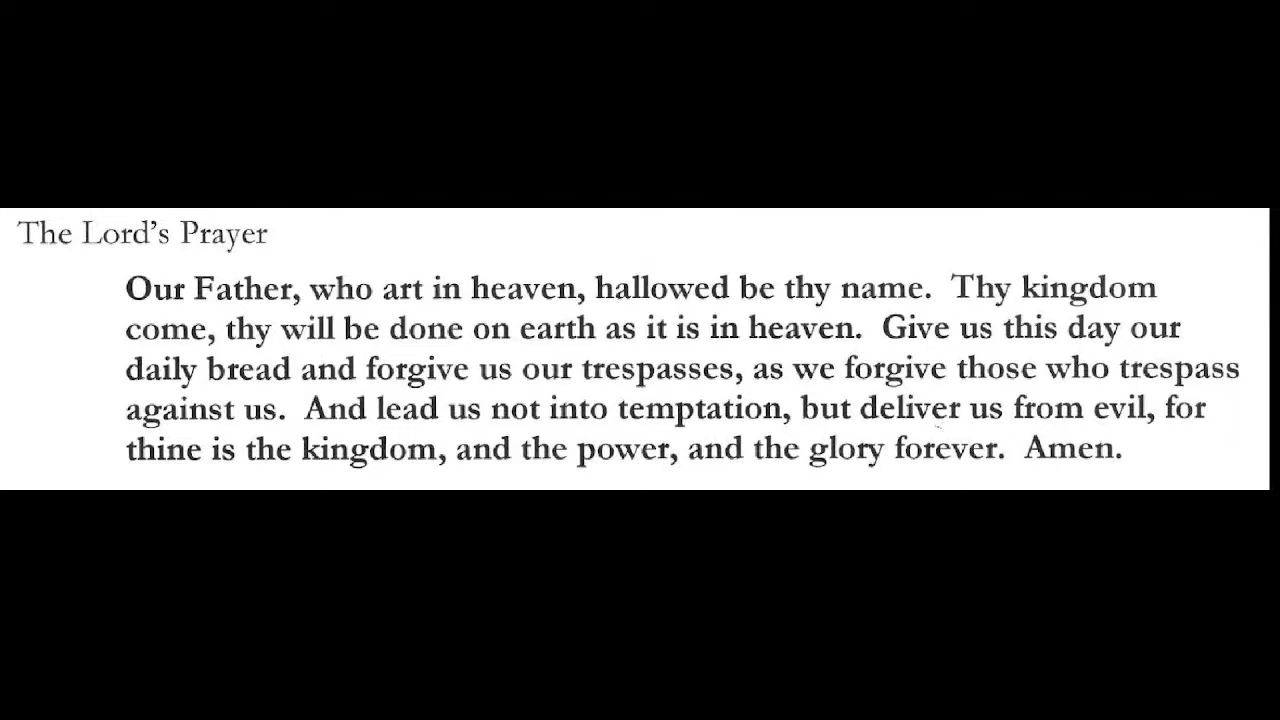 The Lord's Prayer
Our Father, who art in heaven, hallowed be thy name. Thy kingdom
come, thy will be done on earth as it is in heaven. Give us this day our
daily bread and forgive us our trespasses, as we forgive those who trespass
against us. And lead us not into temptation, but deliver us from evil, for
thine is the kingdom, and the power, and the glory forever. Amen.